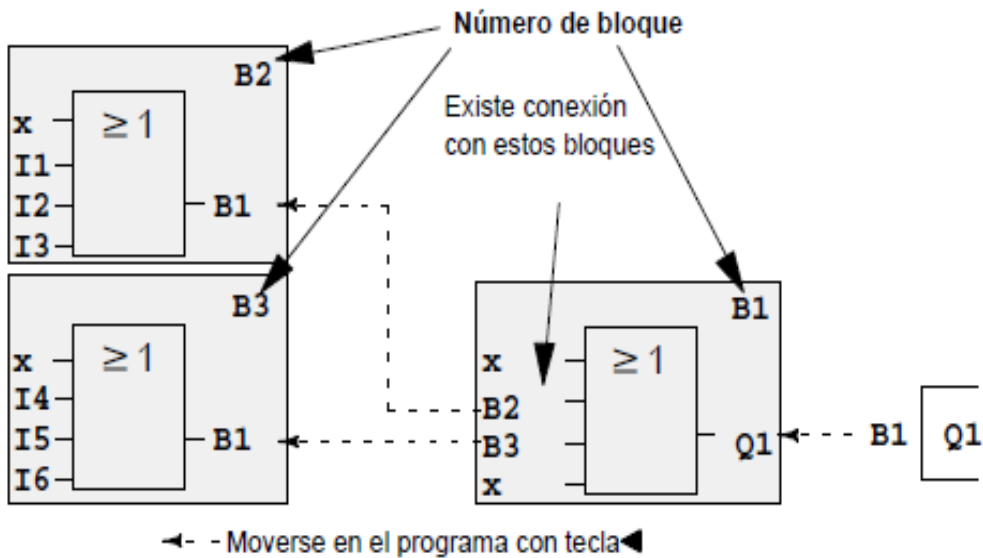 Número de bloque
B2
x
≥1
I1
I2
B1
I3
Existe conexión
con estos bloques
B3
x
≥1
I4
I5
B1
I6
B1
x
≥1
B2
B3
Q1
x
B1
Q1
Moverse en el programa con tecla